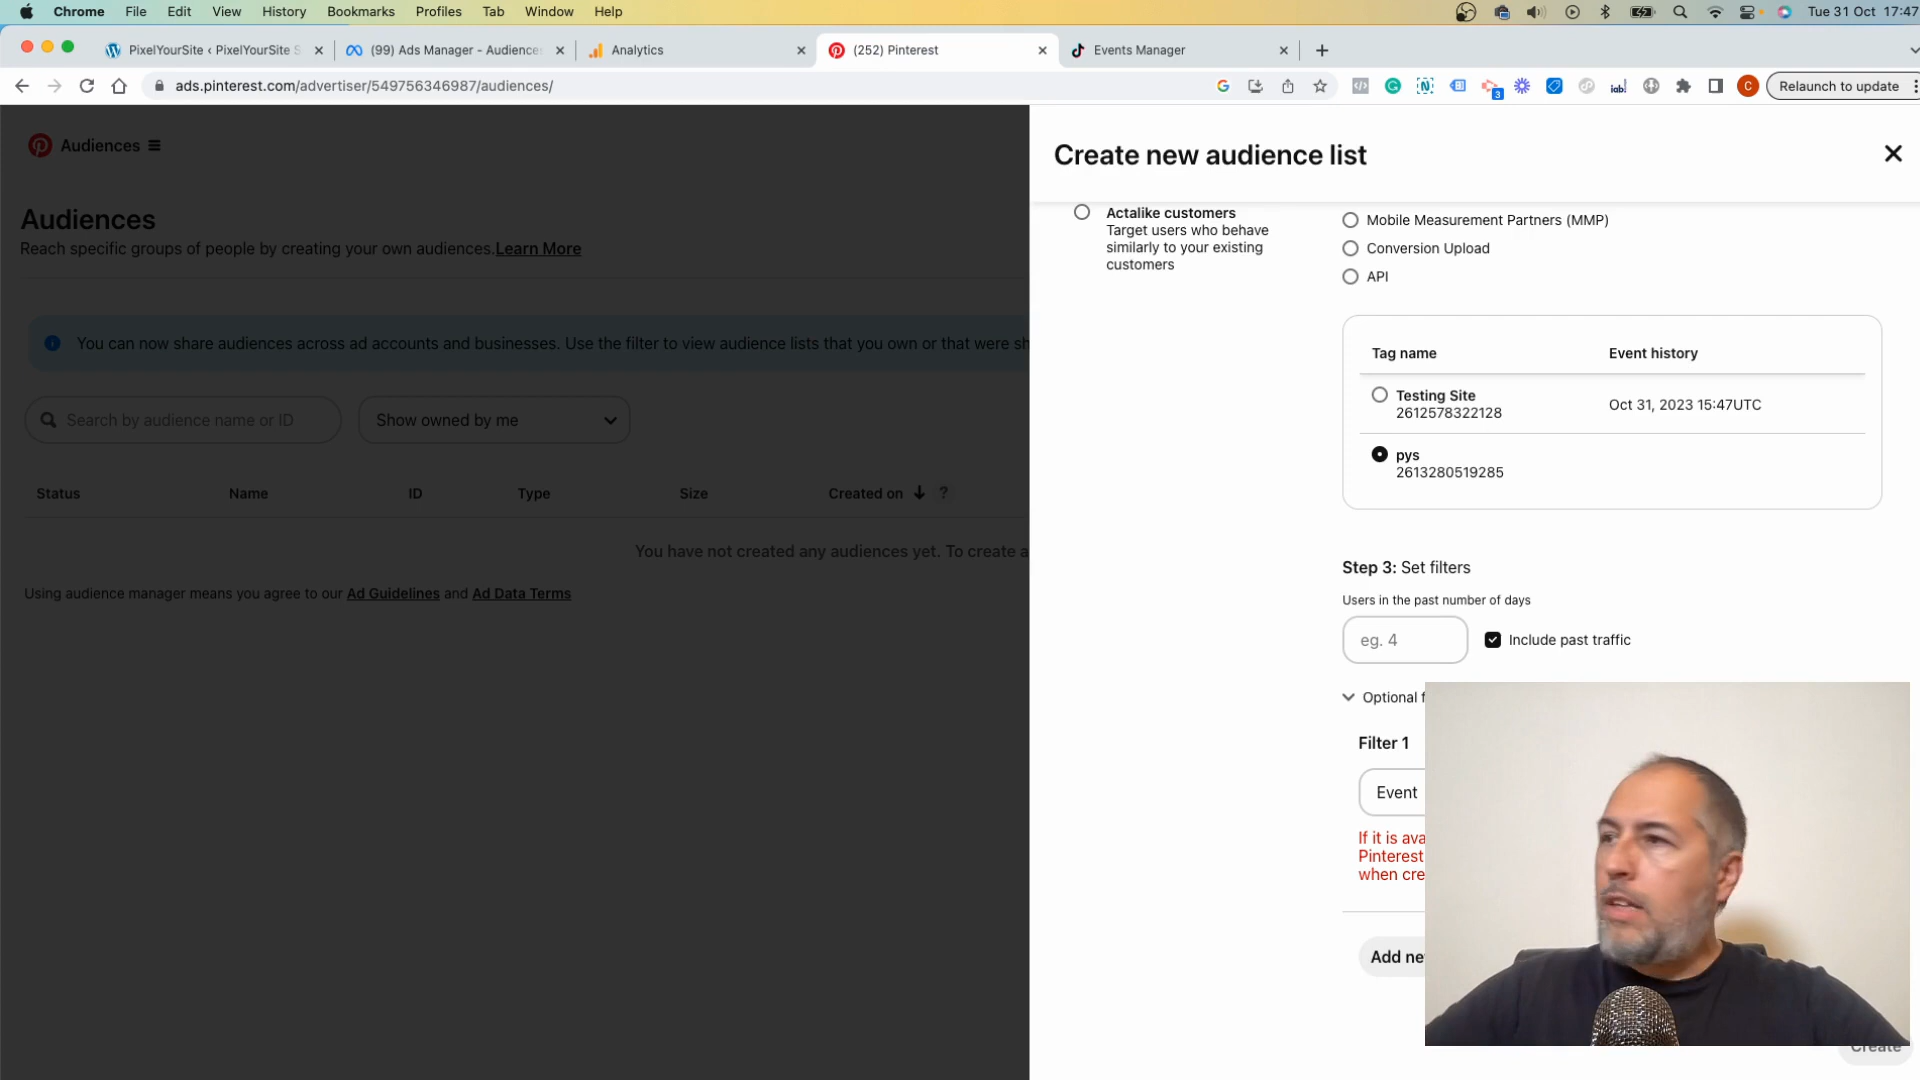 Chrome File Edit View History Bookmarks Profiles Tab Window Help Tue 31 Oct 17:47
PixelYourSite ‹ PixelYourSite S (99) Ads Manager - Audiences Analytics (252) Pinterest Events Manager
ads.pinterest.com/advertiser/549756346987/audiences/ iab! 3 C Relaunch to update
Audiences
Audiences
Reach specific groups of people by creating your own audiences.Learn More
You can now share audiences across ad accounts and businesses. Use the filter to view audience lists that you own or that were sh
Search by audience name or ID Show owned by me
Status Name ID Type Size Created on ?
You have not created any audiences yet. To create a
Using audience manager means you agree to our Ad Guidelines and Ad Data Terms
Create new audience list
Actalike customers
Target users who behave
similarly to your existing
customers
Mobile Measurement Partners (MMP)
Conversion Upload
API
Tag name Event history
Testing Site
2612578322128
Oct 31, 2023 15:47UTC
pys
2613280519285
Step 3: Set filters
Users in the past number of days
eg. 4 Include past traffic
Optional f
Filter 1
Event
If it is ava
Pinterest
when cre
Add ne
Create